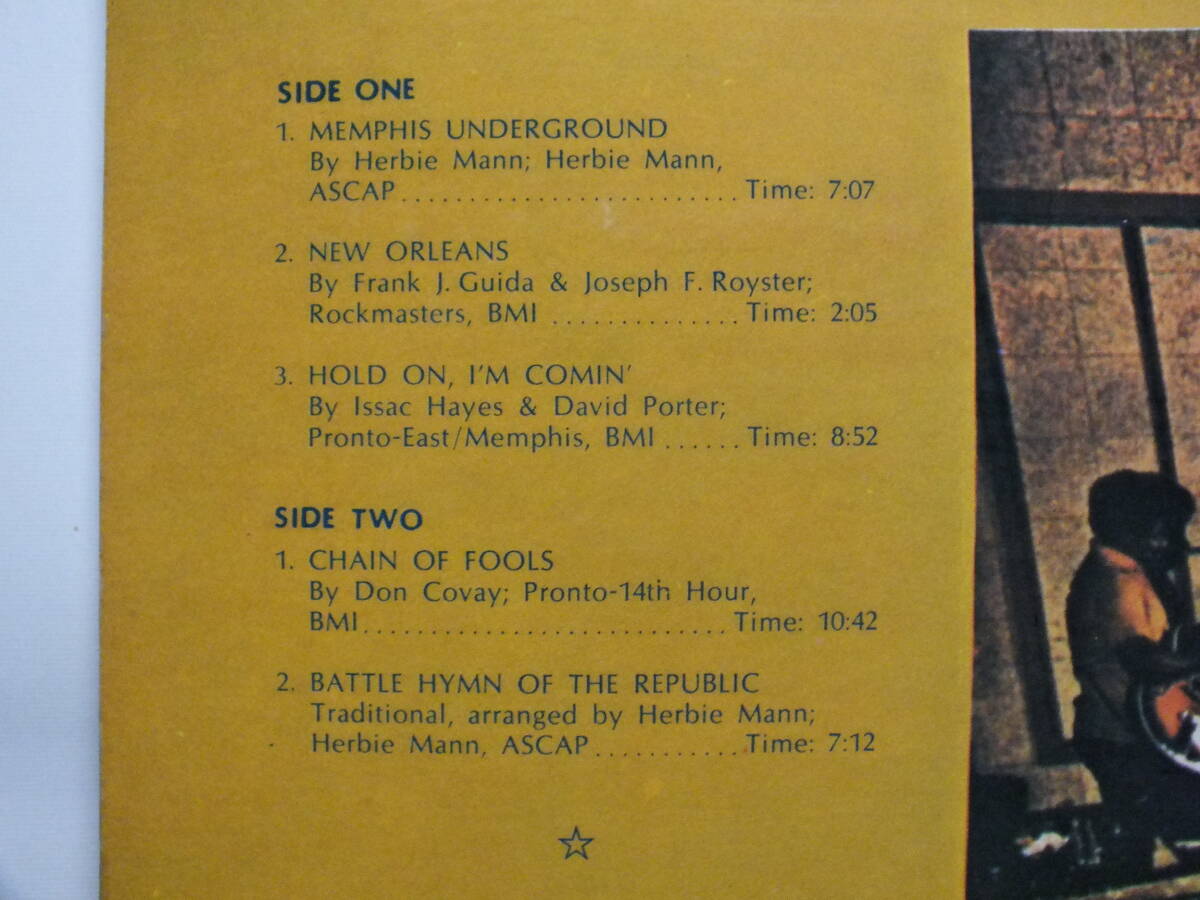 SIDE ONE
1. MEMPHIS UNDERGROUND
By Herbie Mann; Herbie Mann,
ASCAP......................... Time: 7:07
2. NEW ORLEANS
By Frank J. Guida & Joseph F. Royster;
Rockmasters, BMI .............. Time: 2:05
3. HOLD ON, I'M COMIN'
By Issac Hayes & David Porter;
Pronto-East/Memphis, BMI ...... Time: 8:52
SIDE TWO
1. CHAIN OF FOOLS
By Don Covay; Pronto-14th Hour,
BMI........................... Time: 10:42
2. BATTLE HYMN OF THE REPUBLIC
Traditional, arranged by Herbie Mann;
Herbie Mann, ASCAP........... Time: 7:12